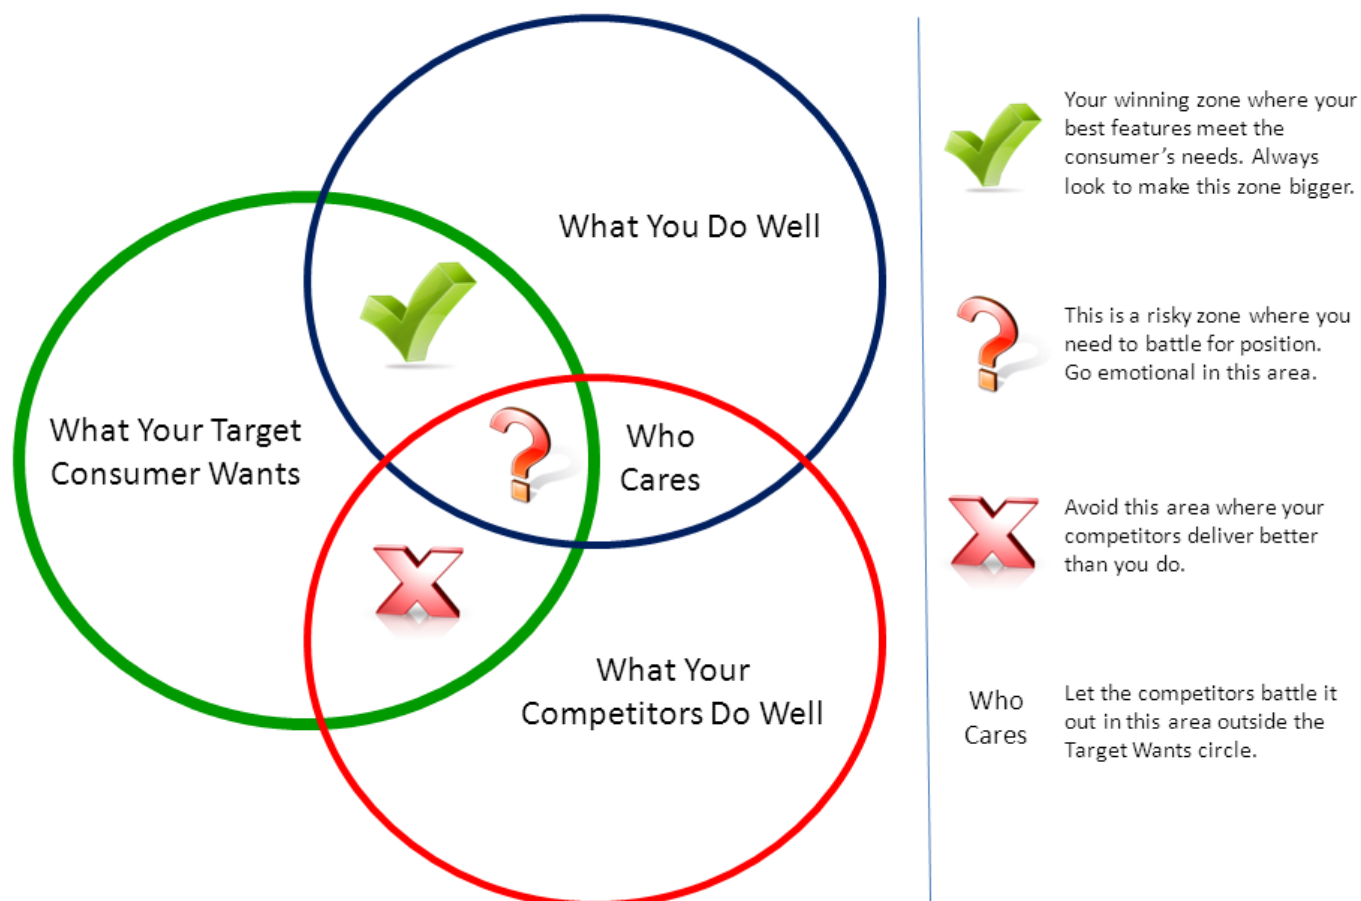 What You Do Well
What Your Target
Consumer Wants
Who
Cares
What Your
Competitors Do Well
Your winning zone where your
best features meet the
consumer’s needs. Always
look to make this zone bigger.
This is a risky zone where you
need to battle for position.
Go emotional in this area.
Avoid this area where your
competitors deliver better
than you do.
Who
Cares
Let the competitors battle it
out in this area outside the
Target Wants circle.